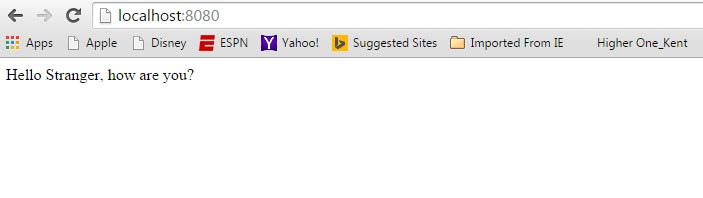 localhost:8080
Apps Apple Disney ESPN Yahoo! Suggested Sites Imported From IE Higher One_Kent
Hello Stranger, how are you?